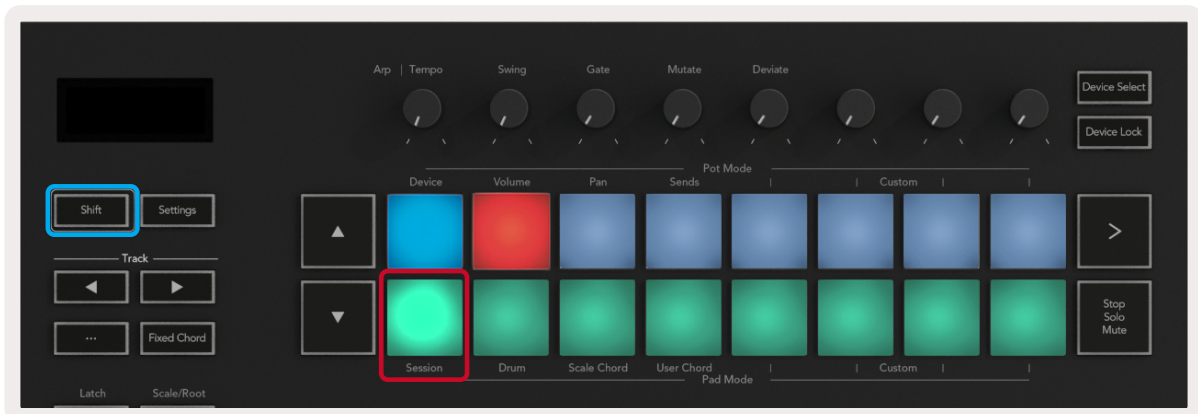 Arp | Tempo Swing Gate Mutate Deviate
Device Select
Device Lock
Pot Mode
Device Volume Pan Sends | | Custom | |
Shift Settings
▲ >
Track
◀ ▶
▼ Stop
Solo
Mute
... Fixed Chord
Session Drum Scale Chord User Chord | | Custom | |
Pad Mode
Latch Scale/Root